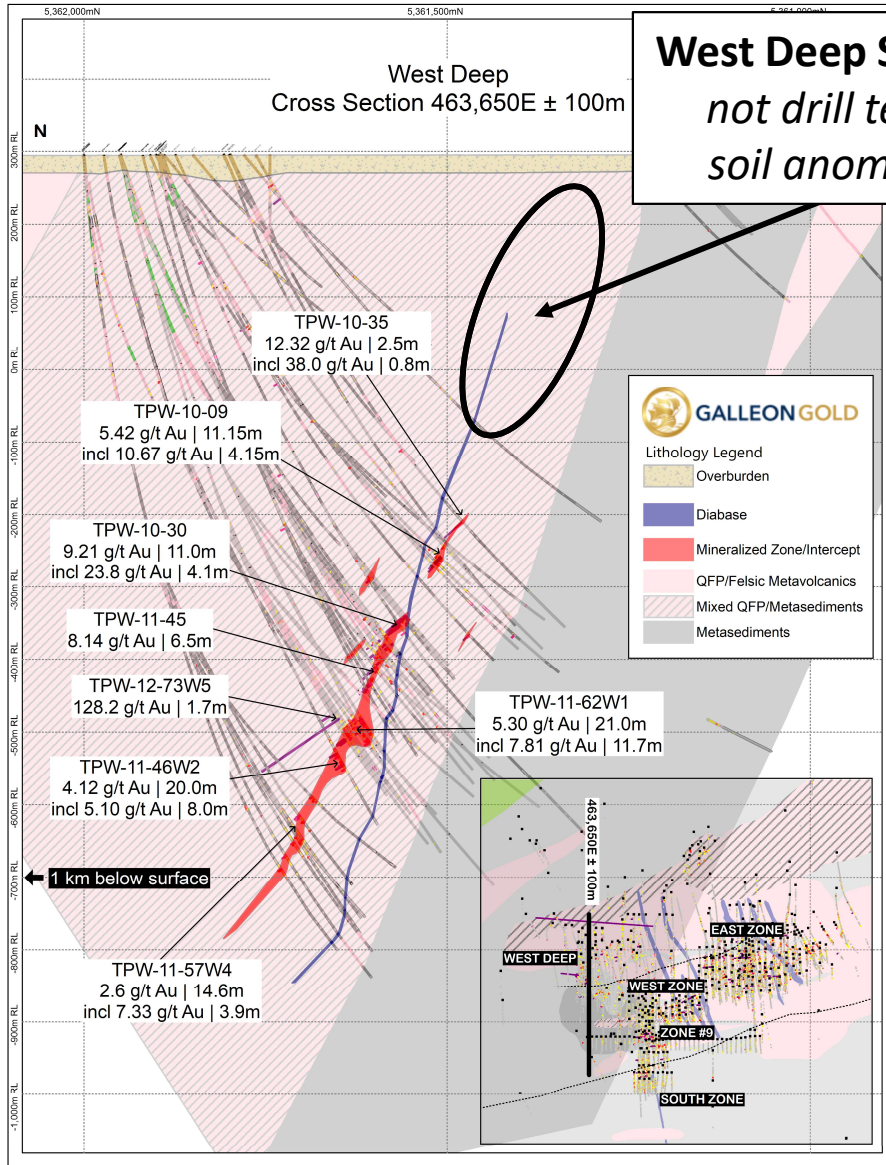 5,362,000mN
5,361,500mN
West Deep
not drill
soil anom
West Deep
Cross Section 463,650E ± 100m
N
300m RL
200m RL
100m RL
0m RL
-100m RL
-200m RL
-300m RL
-400m RL
-500m RL
-600m RL
-700m RL
-800m RL
-900m RL
-1,000m RL
TPW-10-35
12.32 g/t Au | 2.5m
incl 38.0 g/t Au | 0.8m
TPW-10-09
5.42 g/t Au | 11.15m
incl 10.67 g/t Au | 4.15m
TPW-10-30
9.21 g/t Au | 11.0m
incl 23.8 g/t Au | 4.1m
TPW-11-45
8.14 g/t Au | 6.5m
TPW-12-73W5
128.2 g/t Au | 1.7m
TPW-11-62W1
5.30 g/t Au | 21.0m
incl 7.81 g/t Au | 11.7m
TPW-11-46W2
4.12 g/t Au | 20.0m
incl 5.10 g/t Au | 8.0m
1 km below surface
TPW-11-57W4
2.6 g/t Au | 14.6m
incl 7.33 g/t Au | 3.9m
GALLEON GOLD
Lithology Legend
Overburden
Diabase
Mineralized Zone/Intercept
QFP/Felsic Metavolcanics
Mixed QFP/Metasediments
Metasediments
463,650E ± 100m
EAST ZONE
WEST DEEP
WEST ZONE
ZONE #9
SOUTH ZONE